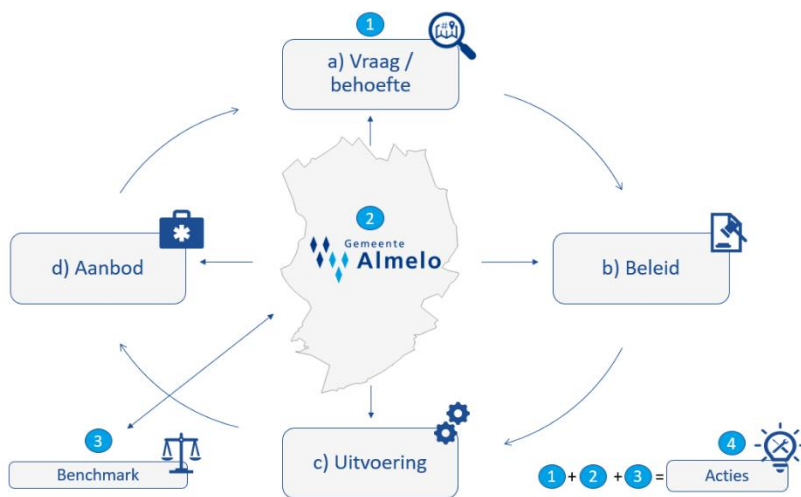 1
a) Vraag /
behoefte
2
Gemeente
Almelo
d) Aanbod
b) Beleid
3
Benchmark
c) Uitvoering
4
1 + 2 + 3 = Acties